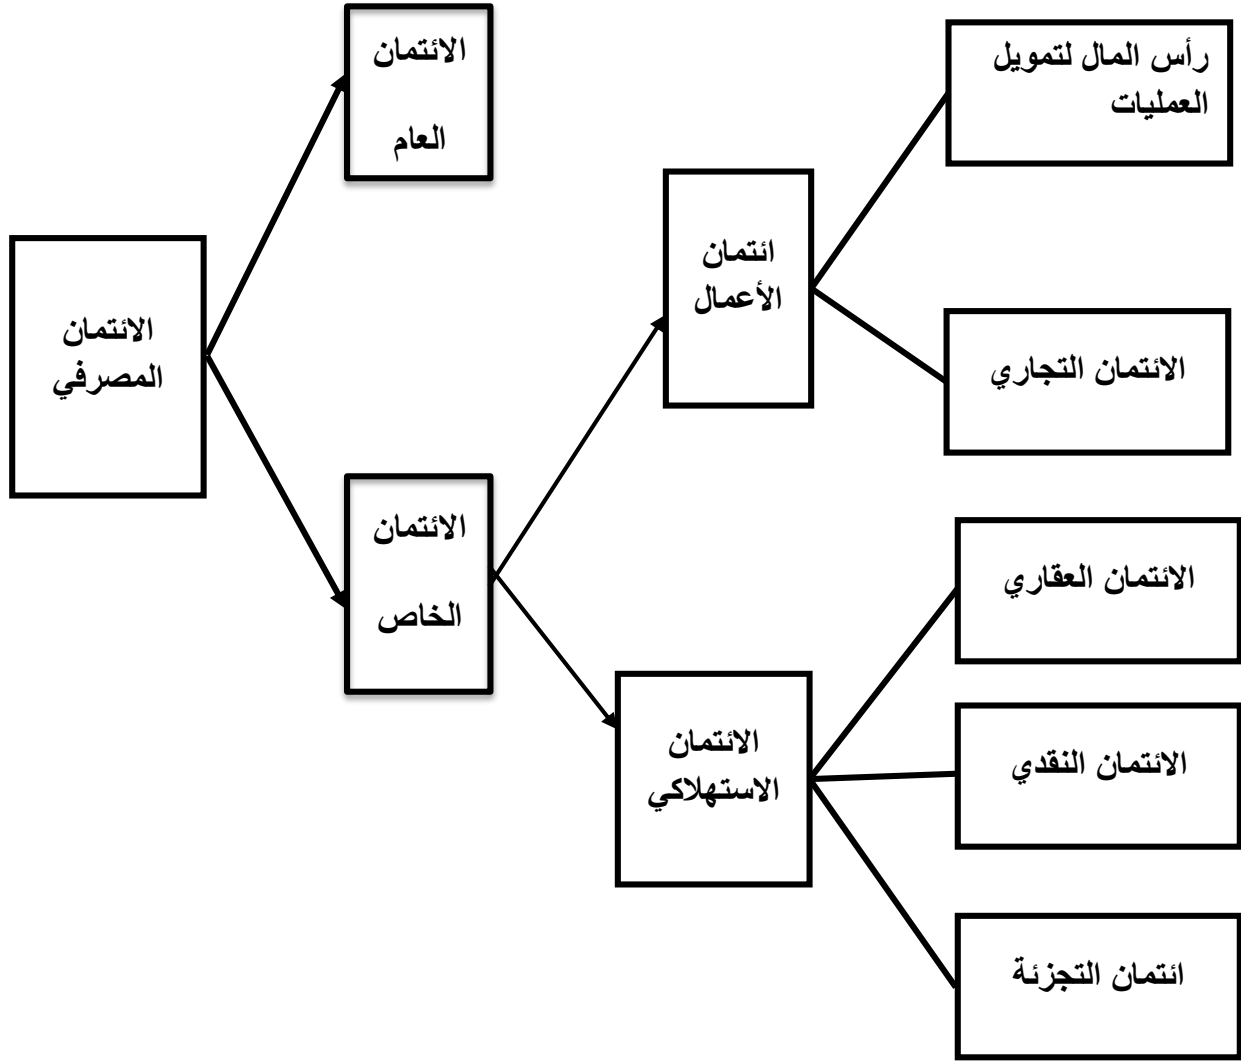 الائتمان
المصرفي
الائتمان
العام
الائتمان
الخاص
ائتمان
الأعمال
الائتمان
الاستهلاكي
رأس المال لتمويل
العمليات
الائتمان التجاري
الائتمان العقاري
الائتمان النقدي
ائتمان التجزئة